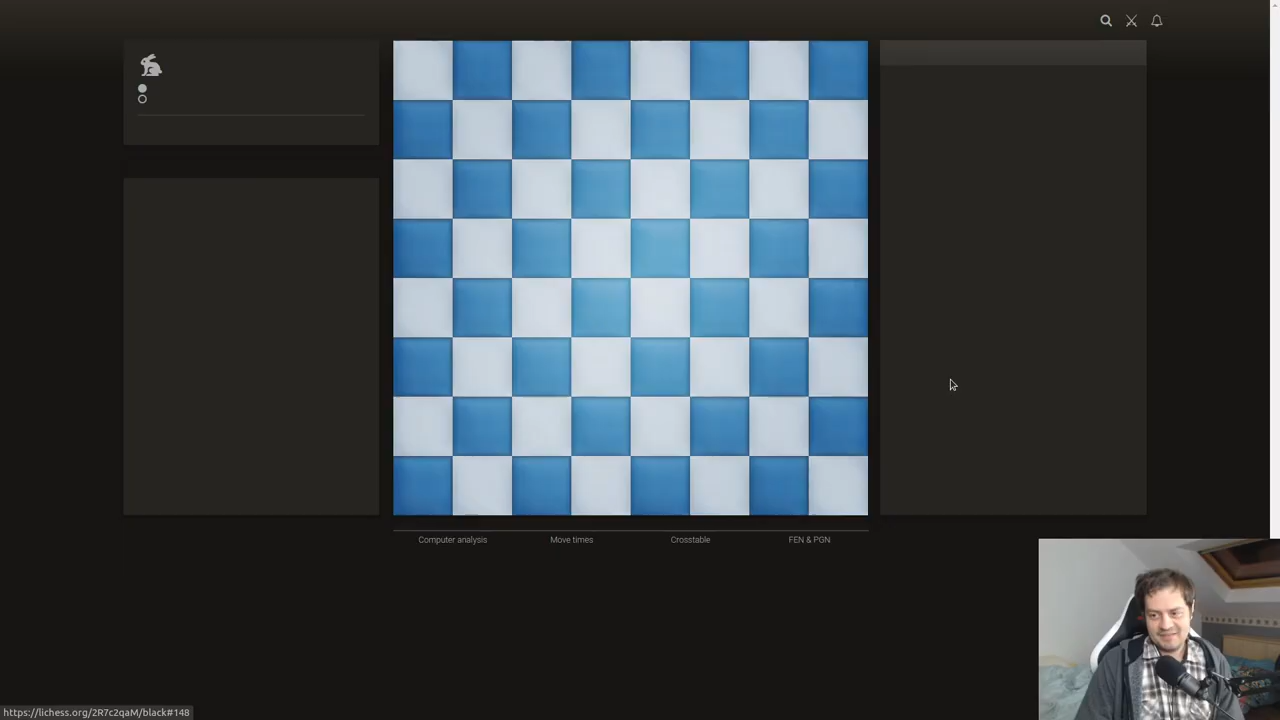 Computer analysis
Move times
Crosstable
FEN & PGN
https://lichess.org/2R7c2qaM/black#148